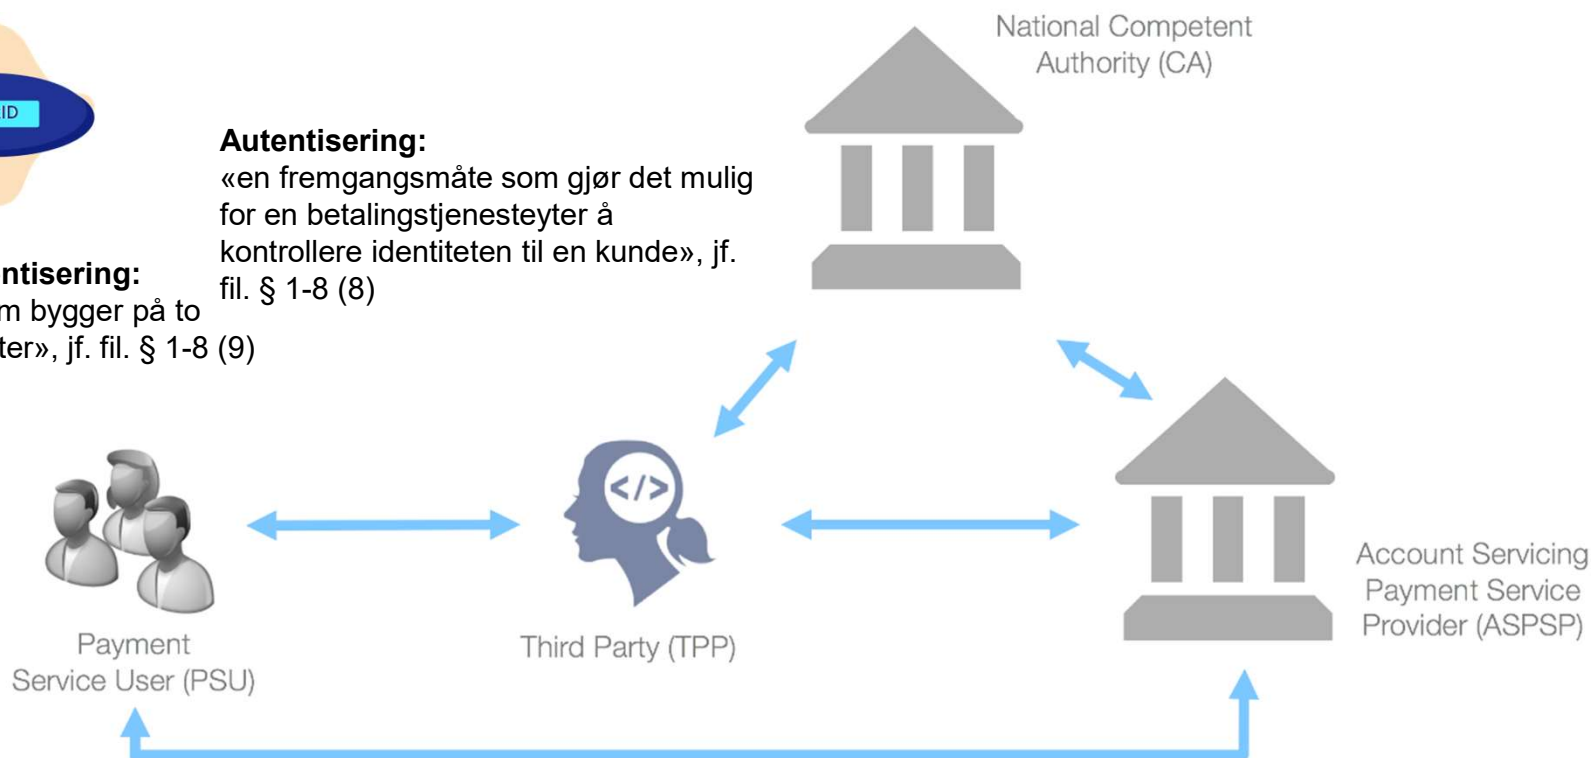 National Competent
Authority (CA)
ID
Autentisering:
«en fremgangsmåte som gjør det mulig
for en betalingstjenesteyter å
kontrollere identiteten til en kunde», jf.
fil. § 1-8 (8)
ntisering:
m bygger på to
ter», jf. fil. § 1-8 (9)
</>
Account Servicing
Payment Service
Provider (ASPSP)
Payment
Service User (PSU)
Third Party (TPP)